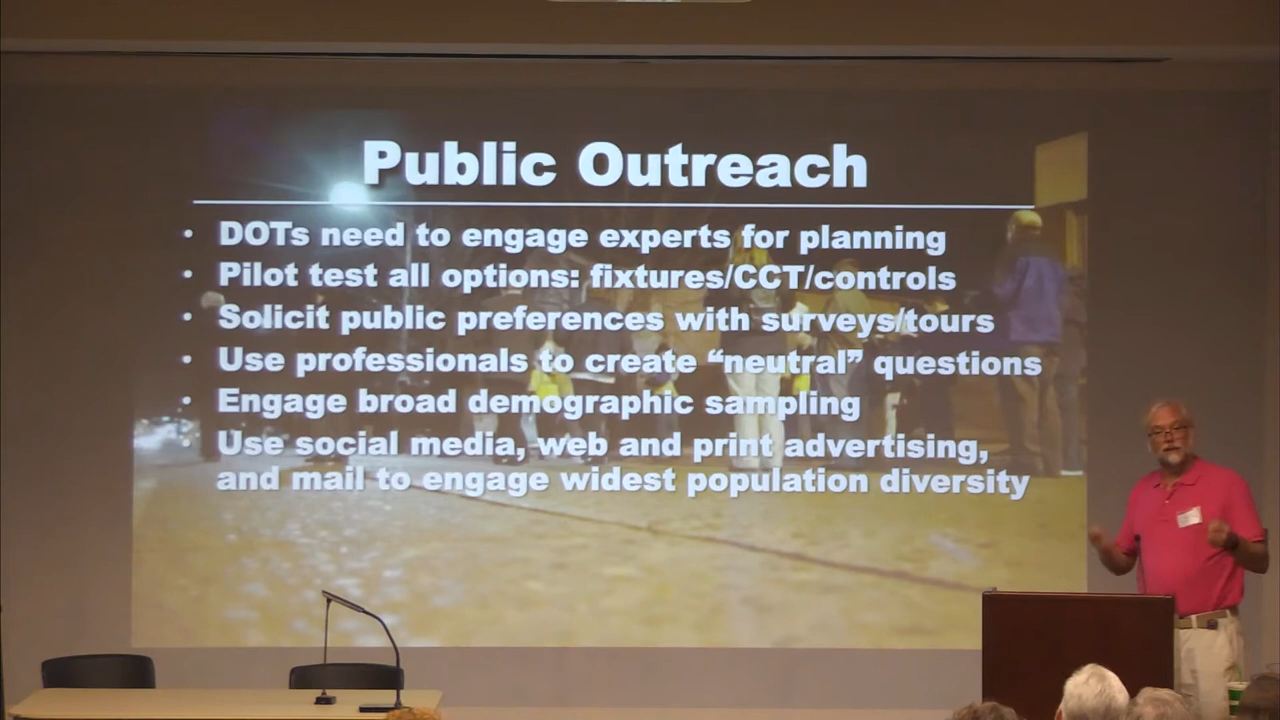 Public Outreach
• DOTs need to engage experts for planning
• Pilot test all options: fixtures/CCT/controls
• Solicit public preferences with surveys/tours
• Use professionals to create “neutral” questions
• Engage broad demographic sampling
• Use social media, web and print advertising,
and mail to engage widest population diversity